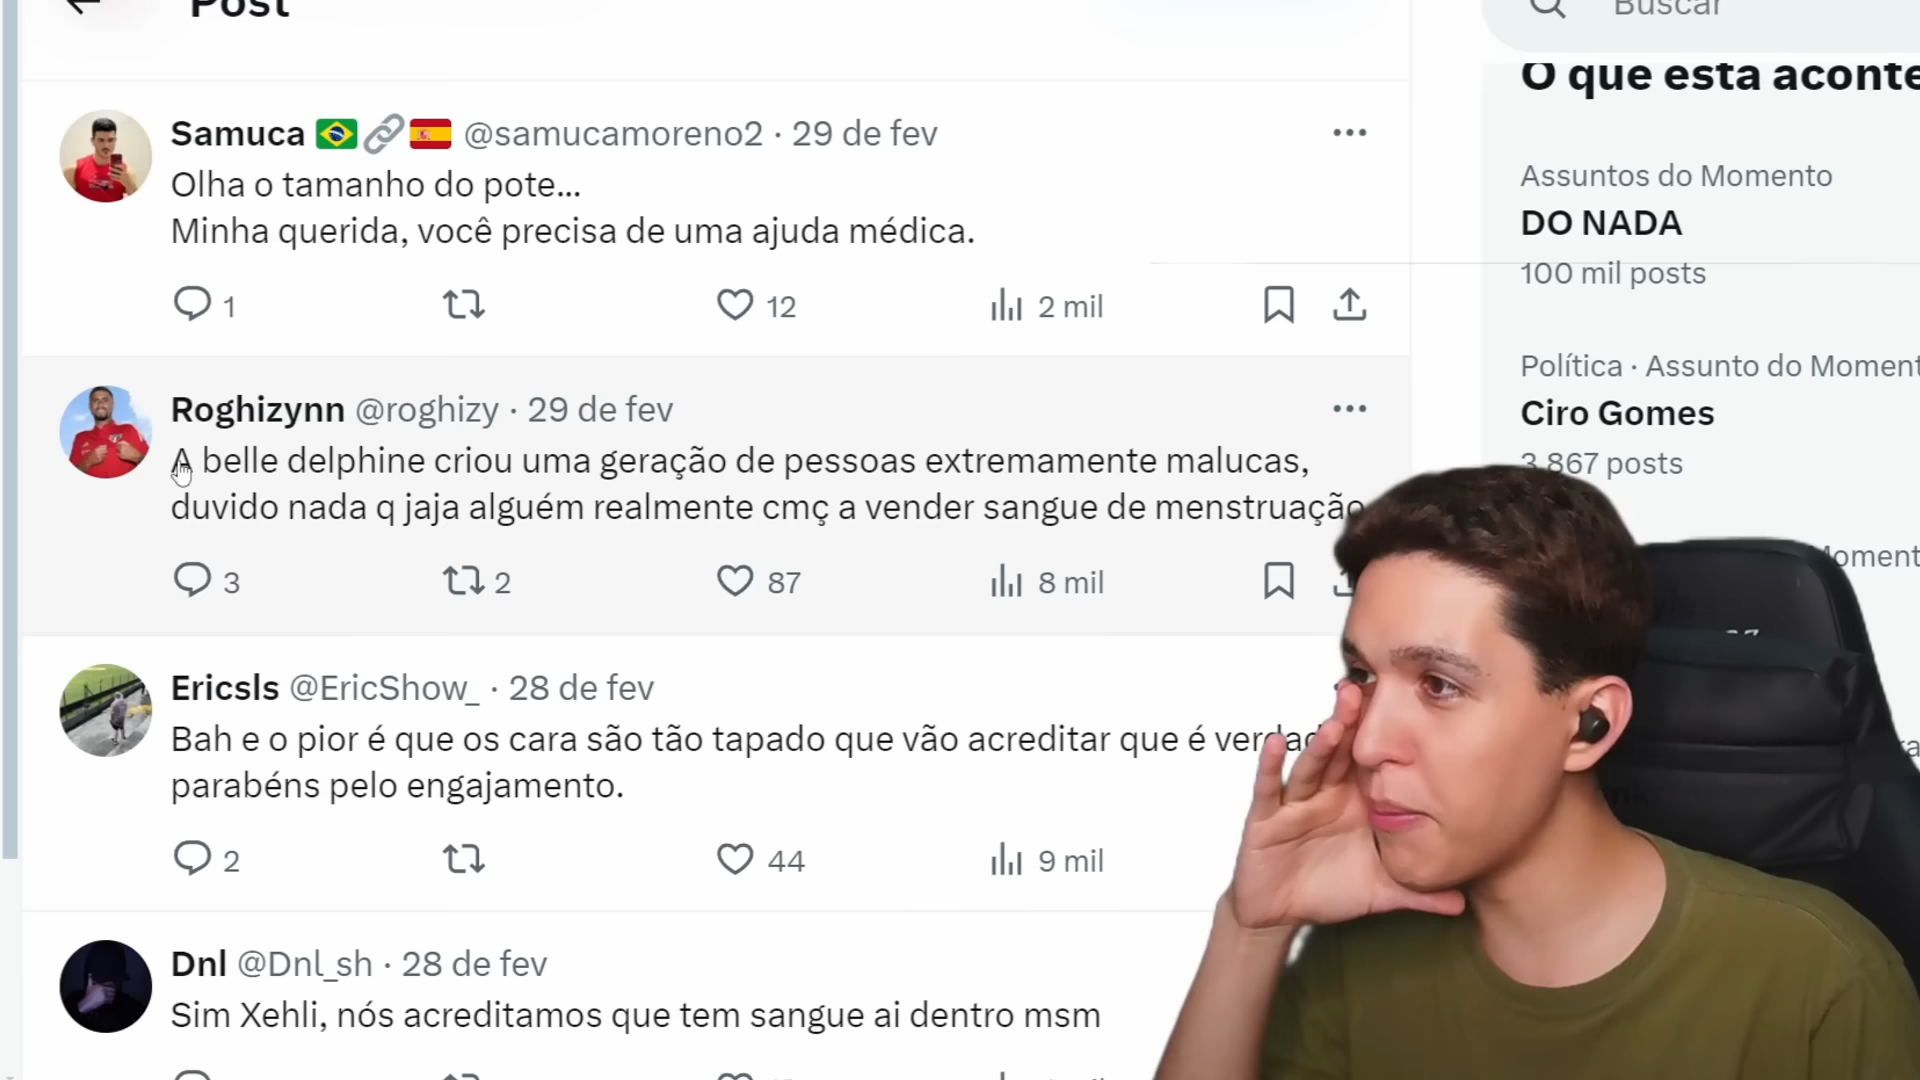 Post
Buscar
Samuca @samucamoreno2 · 29 de fev
Olha o tamanho do pote...
Minha querida, você precisa de uma ajuda médica.
1
12
2 mil
Roghizynn @roghizy · 29 de fev
A belle delphine criou uma geração de pessoas extremamente malucas,
duvido nada q jaja alguém realmente cmç a vender sangue de menstruação
3
2
87
8 mil
Ericsls @EricShow_ · 28 de fev
Bah e o pior é que os cara são tão tapado que vão acreditar que é verdad
parabéns pelo engajamento.
2
44
9 mil
Dnl @Dnl_sh · 28 de fev
Sim Xehli, nós acreditamos que tem sangue ai dentro msm
O que esta aconte
Assuntos do Momento
DO NADA
100 mil posts
Política · Assunto do Moment
Ciro Gomes
3.867 posts
oment